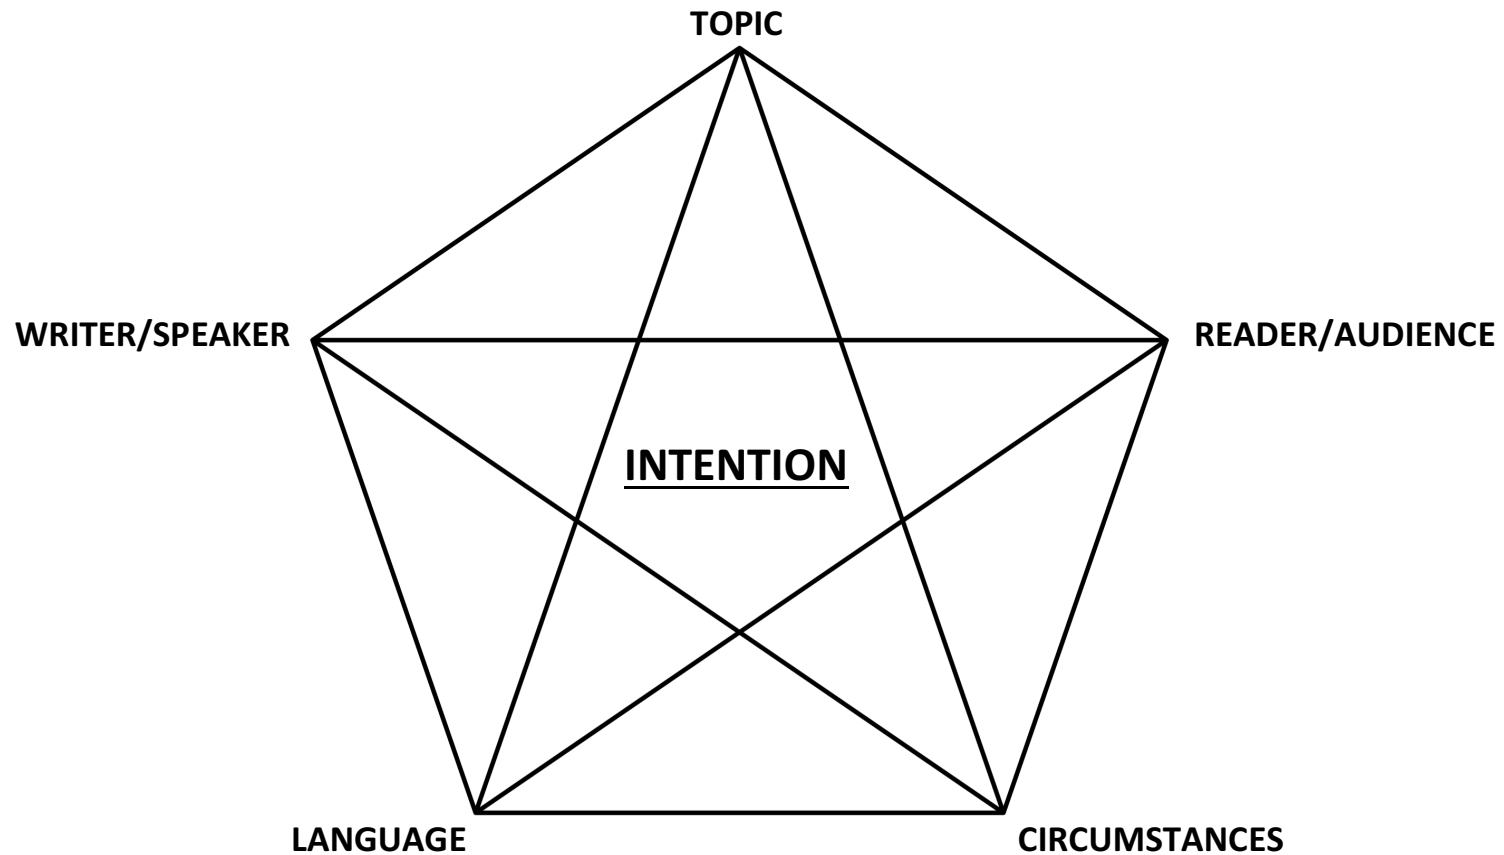 TOPIC
WRITER/SPEAKER
READER/AUDIENCE
INTENTION
LANGUAGE
CIRCUMSTANCES